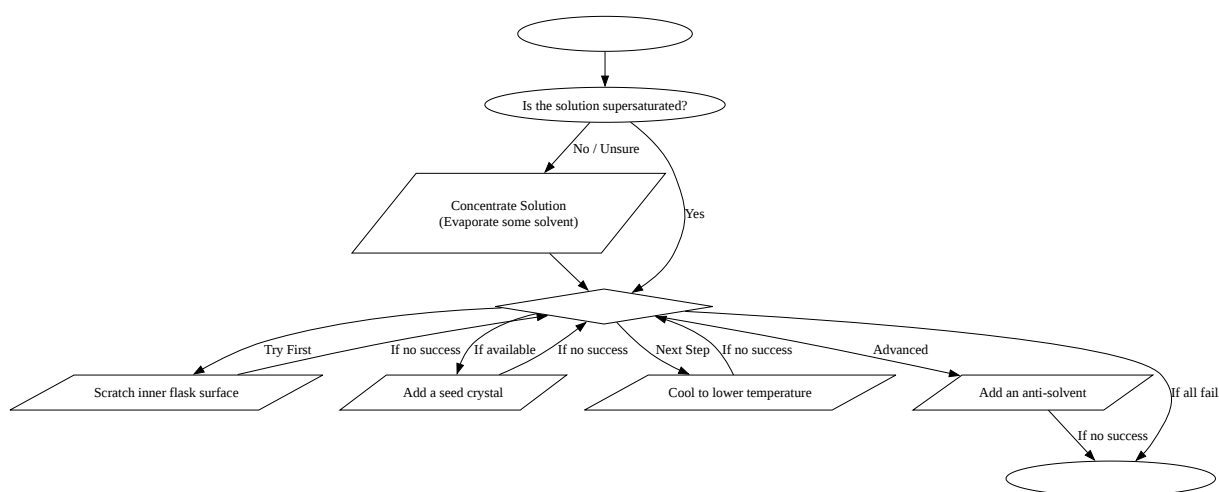 Is the solution supersaturated?
No / Unsure
Concentrate Solution
(Evaporate some solvent)
Yes
Try First
If no success
If available
If no success
Next Step
If no success
Advanced
Scratch inner flask surface
Add a seed crystal
Cool to lower temperature
Add an anti-solvent
If all fail
If no success